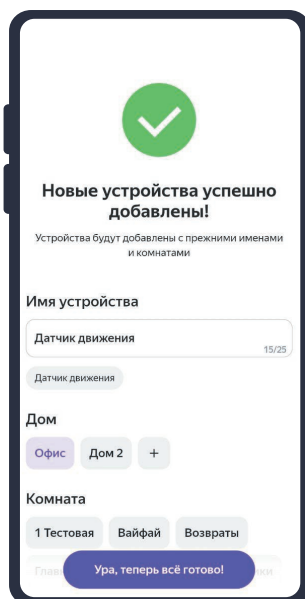 Новые устройства успешно
добавлены!
Устройства будут добавлены с прежними именами
и комнатами
Имя устройства
Датчик движения
15/25
Датчик движения
Дом
Офис Дом 2 +
Комната
1 Тестовая Вайфай Возвраты
Ура, теперь всё готово!